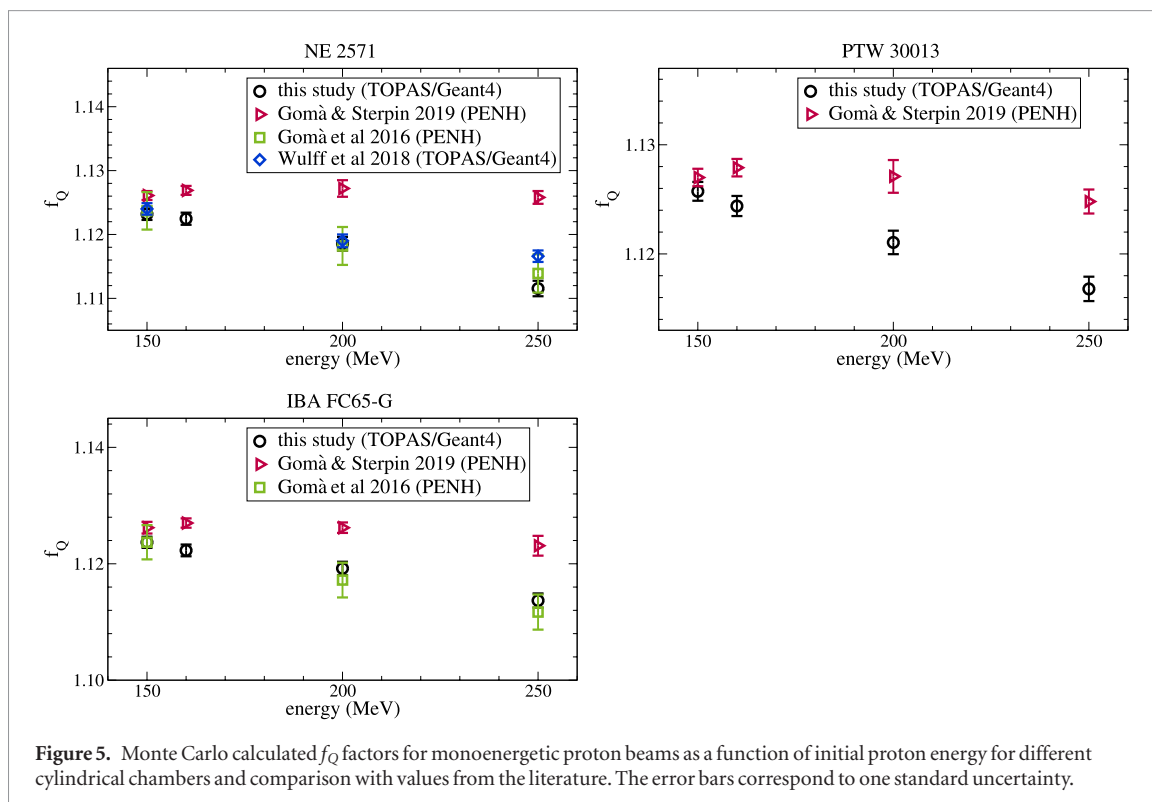 NE 2571
this study (TOPAS/Geant4)
Gomà & Sterpin 2019 (PENH)
Gomà et al 2016 (PENH)
Wulff et al 2018 (TOPAS/Geant4)
1.14
1.13
1.12
1.11
f_Q
150 200 250
energy (MeV)
PTW 30013
this study (TOPAS/Geant4)
Gomà & Sterpin 2019 (PENH)
1.13
1.12
f_Q
150 200 250
energy (MeV)
IBA FC65-G
this study (TOPAS/Geant4)
Gomà & Sterpin 2019 (PENH)
Gomà et al 2016 (PENH)
1.14
1.12
1.10
f_Q
150 200 250
energy (MeV)
Figure 5. Monte Carlo calculated f_Q factors for monoenergetic proton beams as a function of initial proton energy for different
cylindrical chambers and comparison with values from the literature. The error bars correspond to one standard uncertainty.